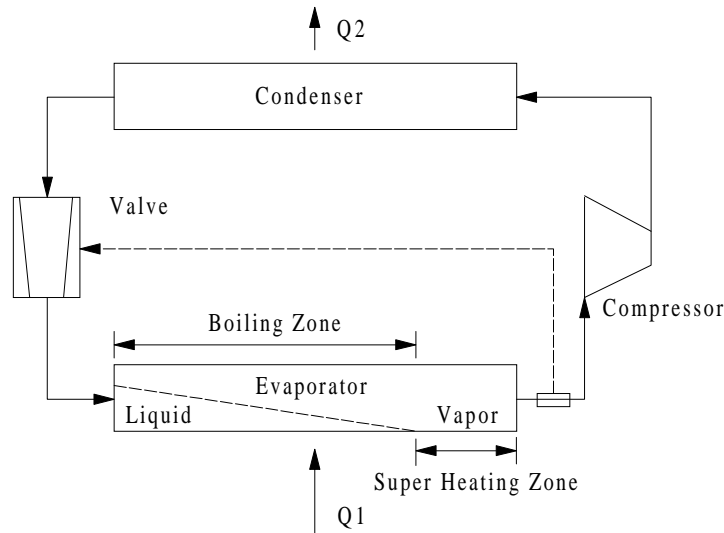 Q2
Condenser
Valve
Compressor
Boiling Zone
Evaporator
Liquid
Vapor
Super Heating Zone
Q1